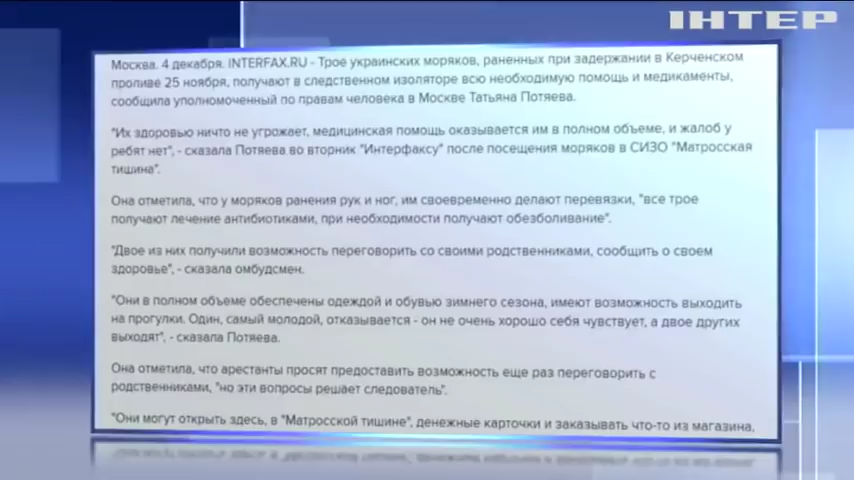 ІНТЕР
Москва. 4 декабря. INTERFAX.RU - Трое украинских моряков, раненных при задержании в Керченском
проливе 25 ноября, получают в следственном изоляторе всю необходимую помощь и медикаменты,
сообщила уполномоченный по правам человека в Москве Татьяна Потяева.
"Их здоровью ничто не угрожает, медицинская помощь оказывается им в полном объеме, и жалоб у
ребят нет", - сказала Потяева во вторник "Интерфаксу" после посещения моряков в СИЗО "Матросская
тишина".
Она отметила, что у моряков ранения рук и ног, им своевременно делают перевязки, "все трое
получают лечение антибиотиками, при необходимости получают обезболивание".
"Двое из них получили возможность переговорить со своими родственниками, сообщить о своем
здоровье", - сказала омбудсмен.
"Они в полном объеме обеспечены одеждой и обувью зимнего сезона, имеют возможность выходить
на прогулки. Один, самый молодой, отказывается - он не очень хорошо себя чувствует, а двое других
выходят", - сказала Потяева.
Она отметила, что арестанты просят предоставить возможность еще раз переговорить с
родственниками, "но эти вопросы решает следователь".
"Они могут открыть здесь, в "Матросской тишине", денежные карточки и заказывать что-то из магазина,